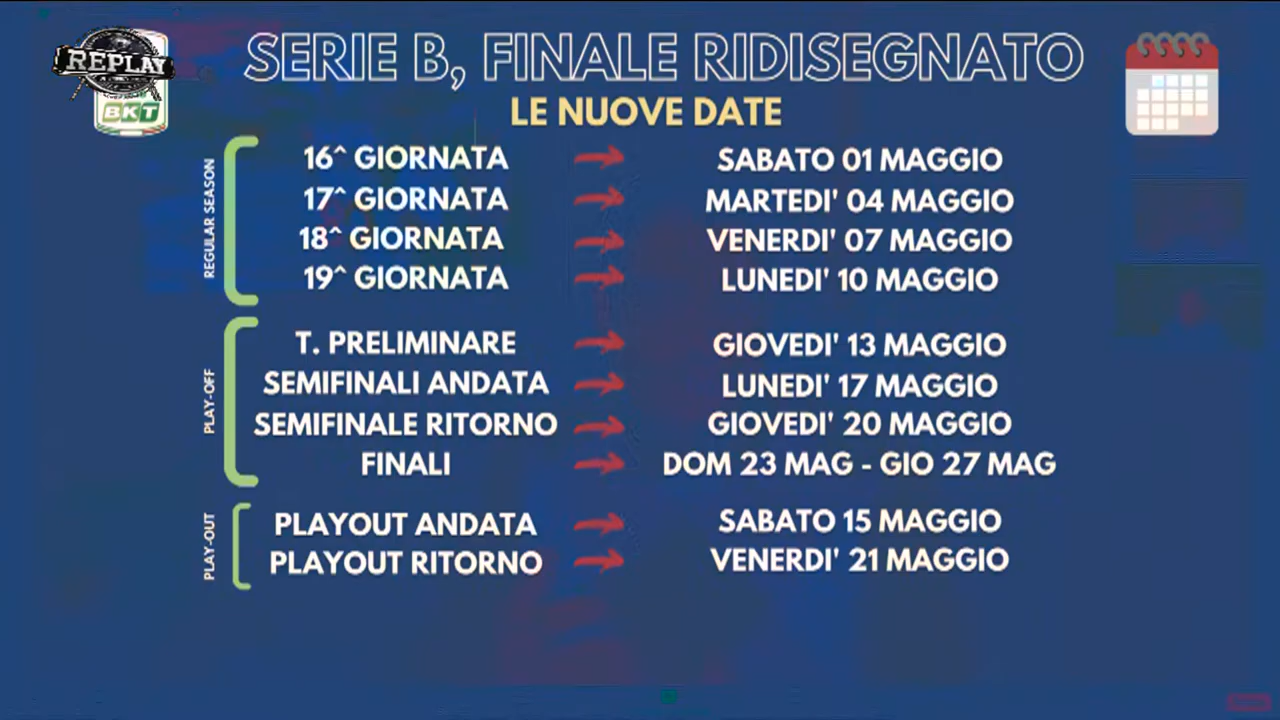 REPLAY
BKT
SERIE B, FINALE RIDISEGNATO
LE NUOVE DATE
REGULAR SEASON
16^ GIORNATA → SABATO 01 MAGGIO
17^ GIORNATA → MARTEDI' 04 MAGGIO
18^ GIORNATA → VENERDI' 07 MAGGIO
19^ GIORNATA → LUNEDI' 10 MAGGIO
PLAY-OFF
T. PRELIMINARE → GIOVEDI' 13 MAGGIO
SEMIFINALI ANDATA → LUNEDI' 17 MAGGIO
SEMIFINALE RITORNO → GIOVEDI' 20 MAGGIO
FINALI → DOM 23 MAG - GIO 27 MAG
PLAY-OUT
PLAYOUT ANDATA → SABATO 15 MAGGIO
PLAYOUT RITORNO → VENERDI' 21 MAGGIO